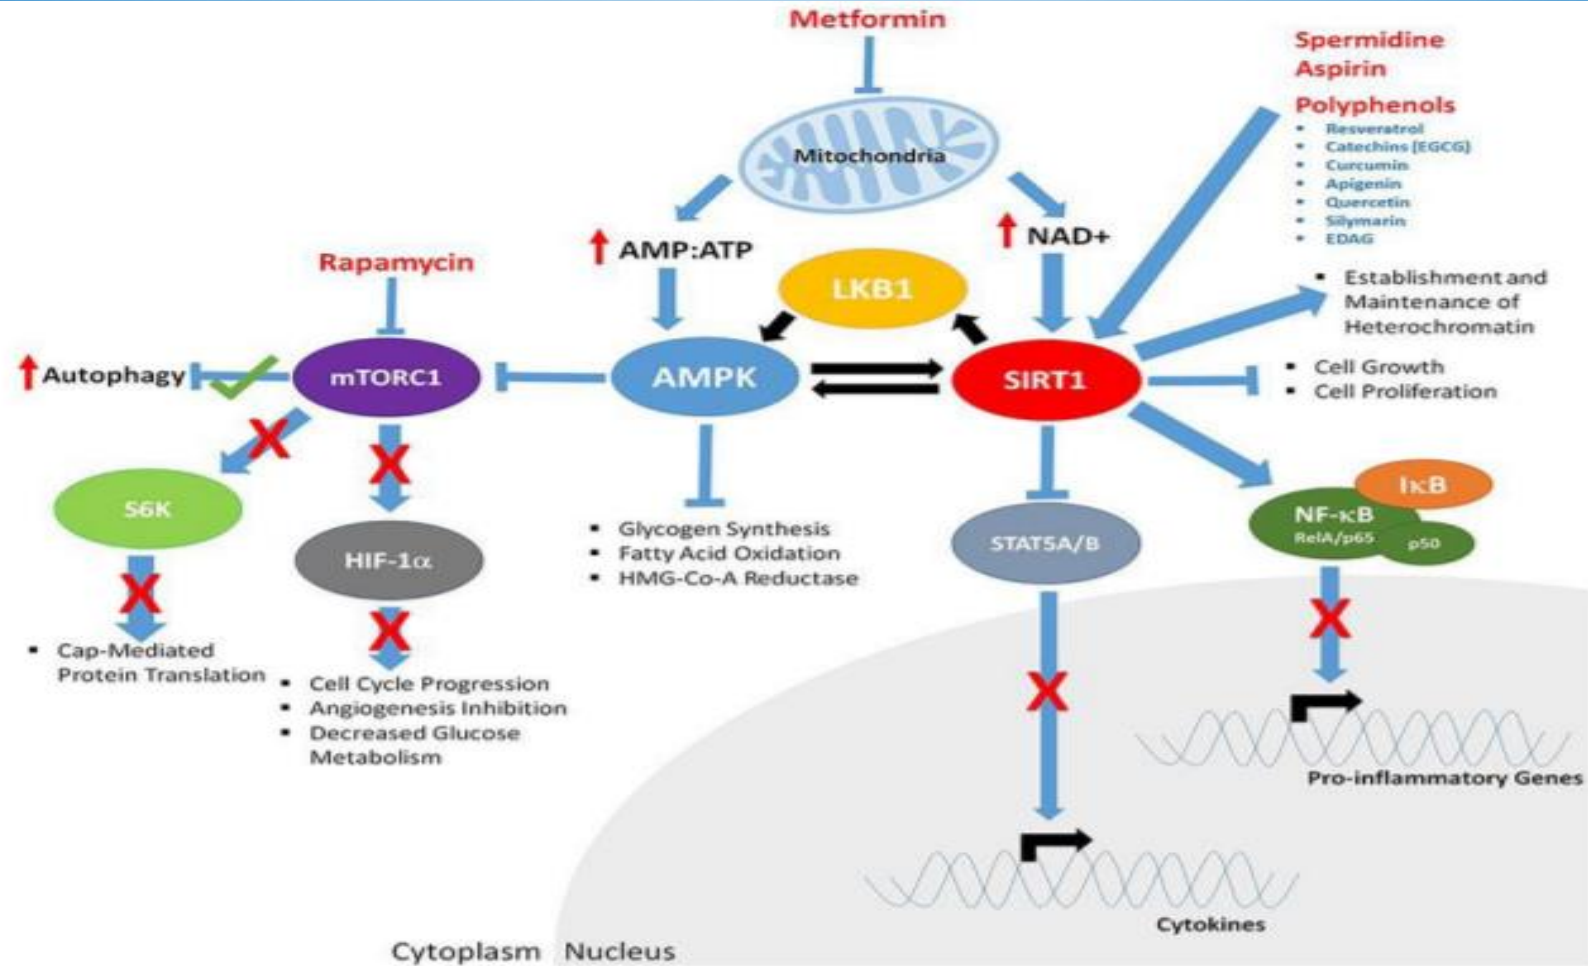 Metformin
Spermidine
Aspirin
Polyphenols
▪ Resveratrol
▪ Catechins (EGCG)
▪ Curcumin
▪ Apigenin
▪ Quercetin
▪ Silymarin
▪ EDAG
Mitochondria
AMP:ATP
NAD+
Rapamycin
LKB1
▪ Establishment and
Maintenance of
Heterochromatin
Autophagy
mTORC1
AMPK
SIRT1
▪ Cell Growth
▪ Cell Proliferation
X
X
S6K
HIF-1α
▪ Glycogen Synthesis
▪ Fatty Acid Oxidation
▪ HMG-Co-A Reductase
STAT5A/B
IκB
NF-κB
RelA/p65
p50
X
X
X
X
▪ Cap-Mediated
Protein Translation
▪ Cell Cycle Progression
▪ Angiogenesis Inhibition
▪ Decreased Glucose
Metabolism
Pro-inflammatory Genes
Cytokines
Cytoplasm
Nucleus